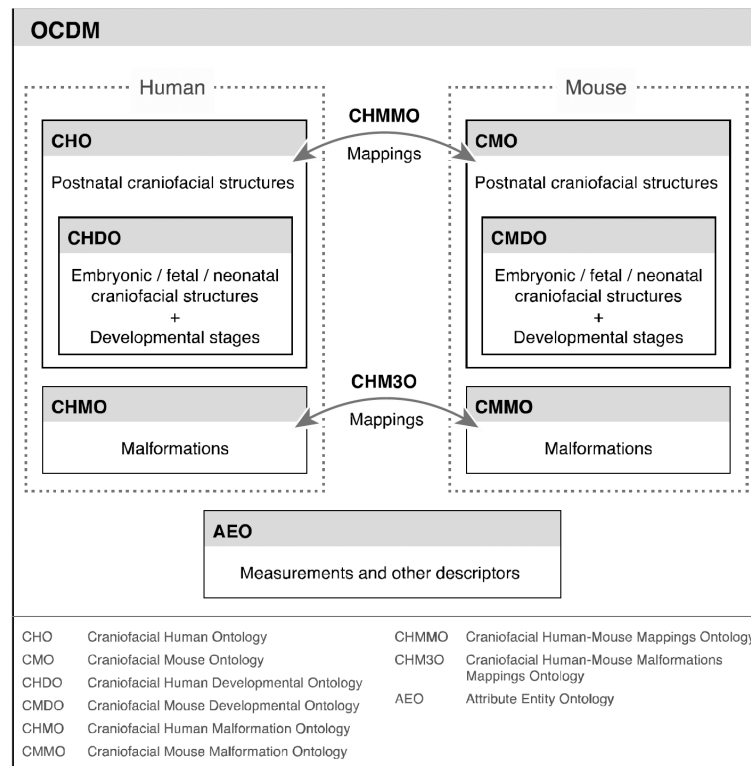 OCDM
Human
Mouse
CHMMO
Mappings
CHO
Postnatal craniofacial structures
CHDO
Embryonic / fetal / neonatal
craniofacial structures
+
Developmental stages
CMO
Postnatal craniofacial structures
CMDO
Embryonic / fetal / neonatal
craniofacial structures
+
Developmental stages
CHM3O
Mappings
CHMO
Malformations
CMMO
Malformations
AEO
Measurements and other descriptors
CHO Craniofacial Human Ontology
CMO Craniofacial Mouse Ontology
CHDO Craniofacial Human Developmental Ontology
CMDO Craniofacial Mouse Developmental Ontology
CHMO Craniofacial Human Malformation Ontology
CMMO Craniofacial Mouse Malformation Ontology
CHMMO Craniofacial Human-Mouse Mappings Ontology
CHM3O Craniofacial Human-Mouse Malformations
Mappings Ontology
AEO Attribute Entity Ontology